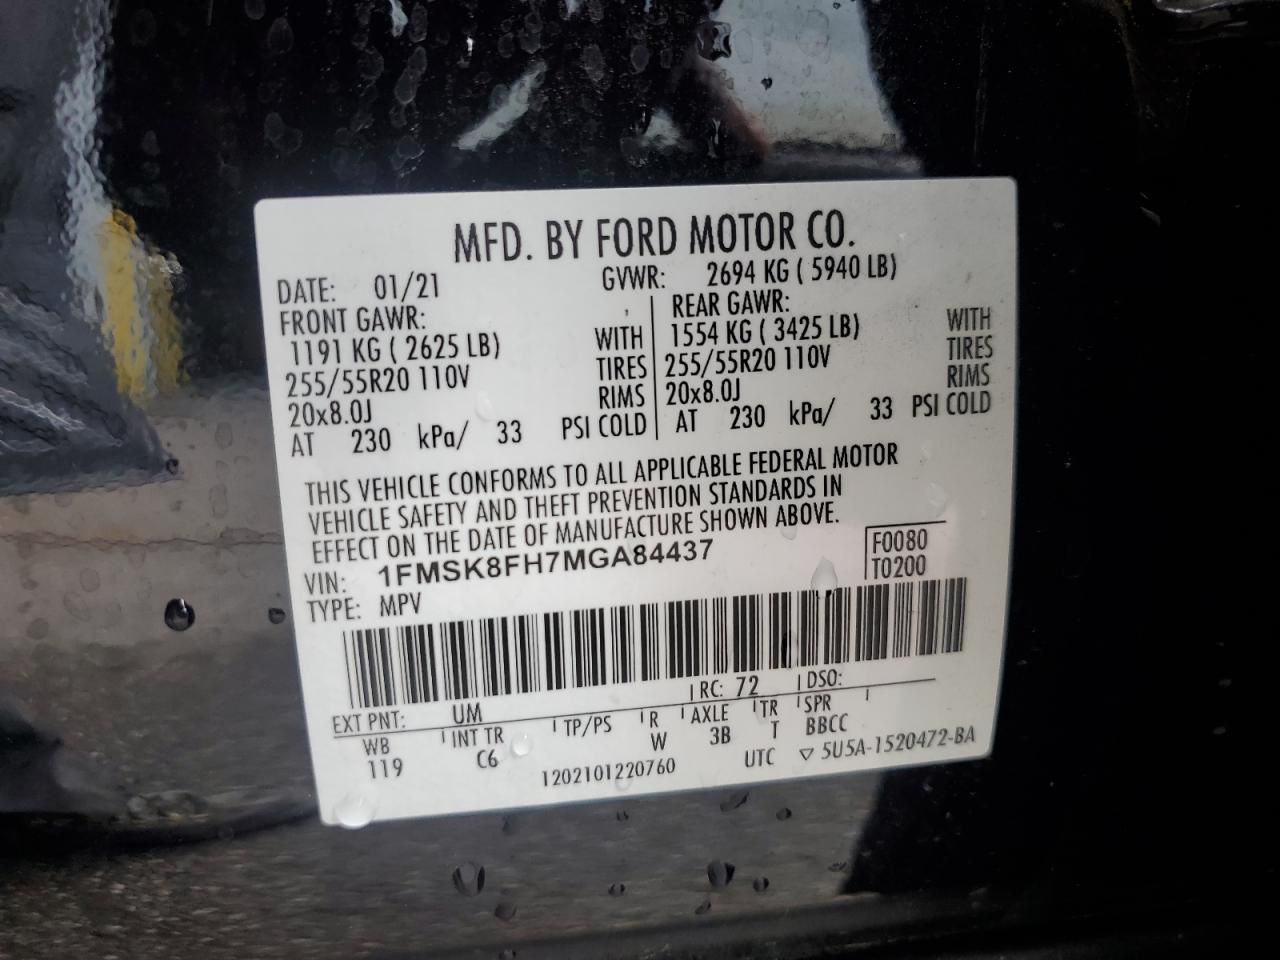 MFD. BY FORD MOTOR CO.
DATE: 01/21 GVWR: 2694 KG ( 5940 LB)
FRONT GAWR: REAR GAWR:
1191 KG ( 2625 LB) WITH 1554 KG ( 3425 LB) WITH
255/55R20 110V TIRES 255/55R20 110V TIRES
20x8.0J RIMS 20x8.0J RIMS
AT 230 kPa/ 33 PSI COLD AT 230 kPa/ 33 PSI COLD
THIS VEHICLE CONFORMS TO ALL APPLICABLE FEDERAL MOTOR
VEHICLE SAFETY AND THEFT PREVENTION STANDARDS IN
EFFECT ON THE DATE OF MANUFACTURE SHOWN ABOVE.
VIN: 1FMSK8FH7MGA84437 F0080
TYPE: MPV T0200
EXT PNT: UM RC: 72 DSO:
WB INT TR TP/PS R AXLE TR SPR
119 C6 W 3B T BBCC
1202101220760 UTC ▽ 5U5A-1520472-BA